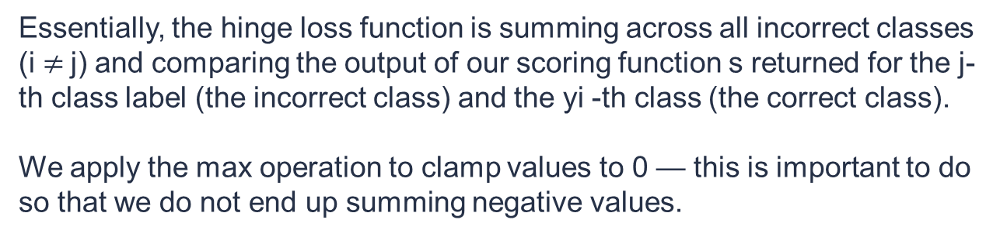 Essentially, the hinge loss function is summing across all incorrect classes
(i ≠ j) and comparing the output of our scoring function s returned for the j-
th class label (the incorrect class) and the yi -th class (the correct class).
We apply the max operation to clamp values to 0 — this is important to do
so that we do not end up summing negative values.